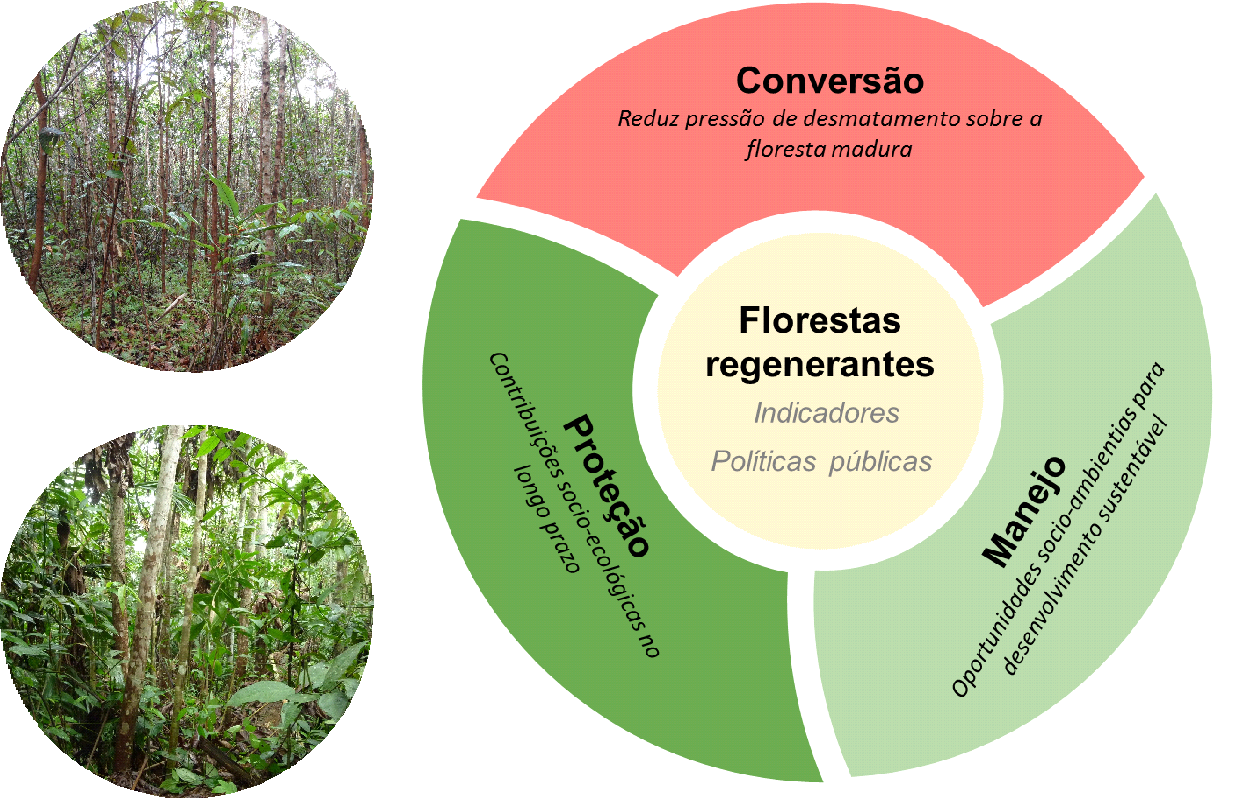 Conversão
Reduz pressão de desmatamento sobre a
floresta madura
Florestas
regenerantes
Indicadores
Políticas públicas
Proteção
Contribuições socio-ecológicas no
longo prazo
Manejo
Oportunidades socio-ambientias para
desenvolvimento sustentável